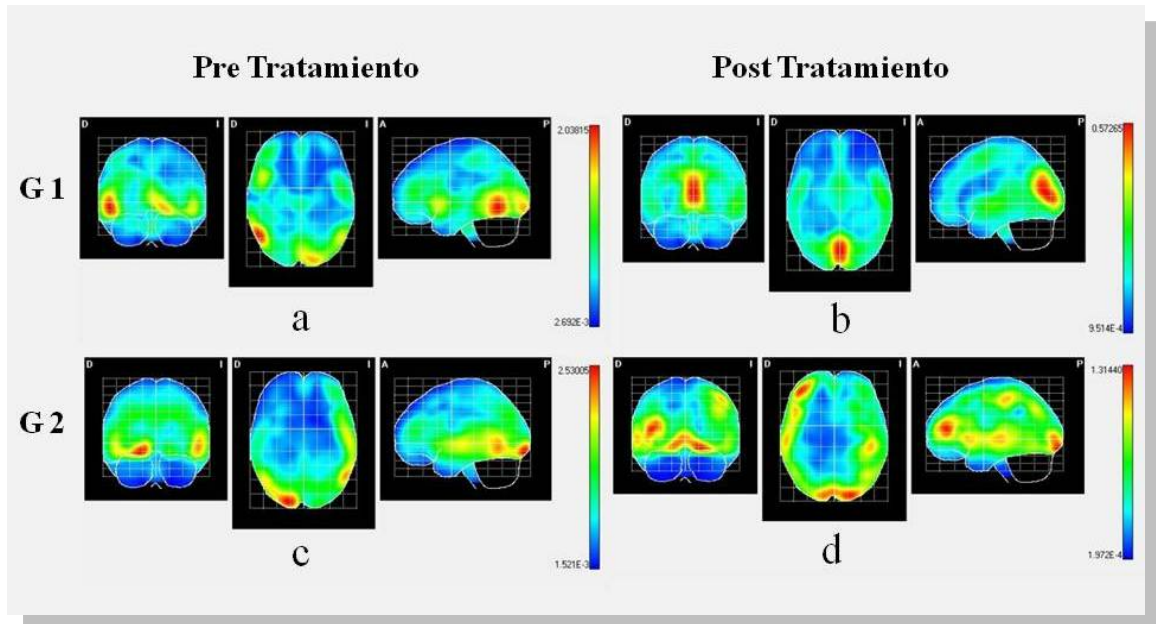 Pre Tratamiento
Post Tratamiento
G 1
D I
D I
A P
2.03815
2.692E-3
a
D I
D I
A P
0.57265
9.514E-4
b
G 2
D I
D I
A P
2.53005
1.521E-3
c
D I
D I
A P
1.31440
1.972E-4
d